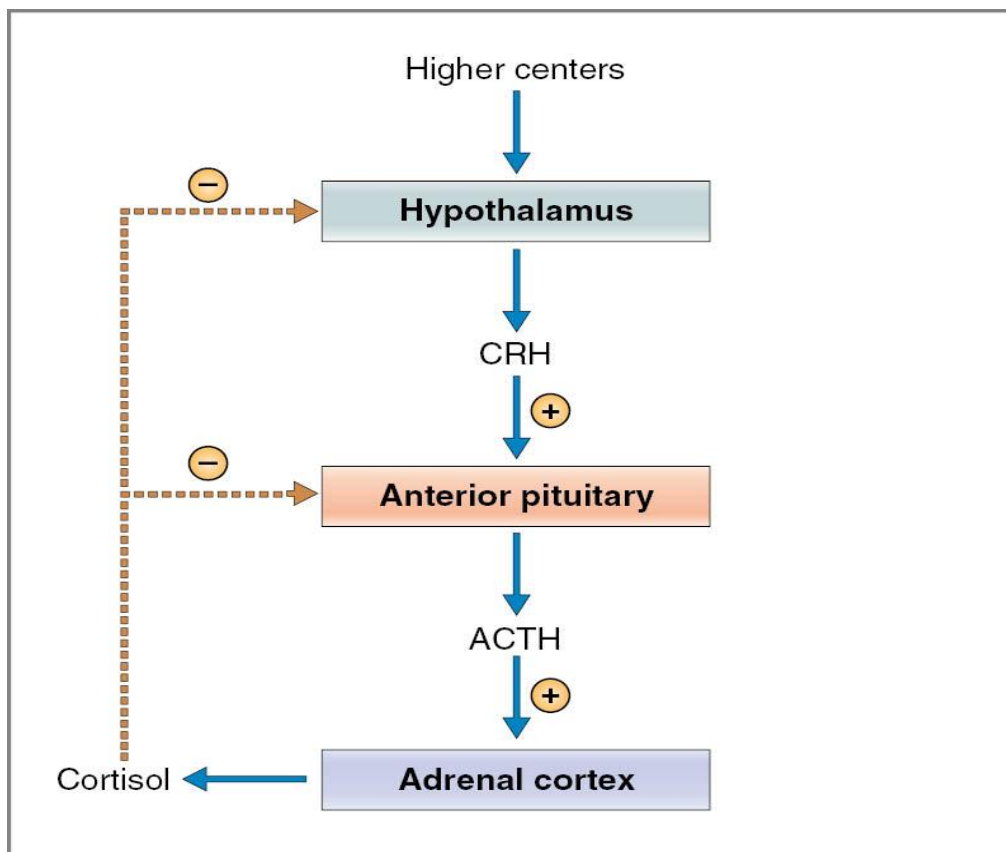 Higher centers
−
Hypothalamus
CRH
+
−
Anterior pituitary
ACTH
+
Cortisol
Adrenal cortex